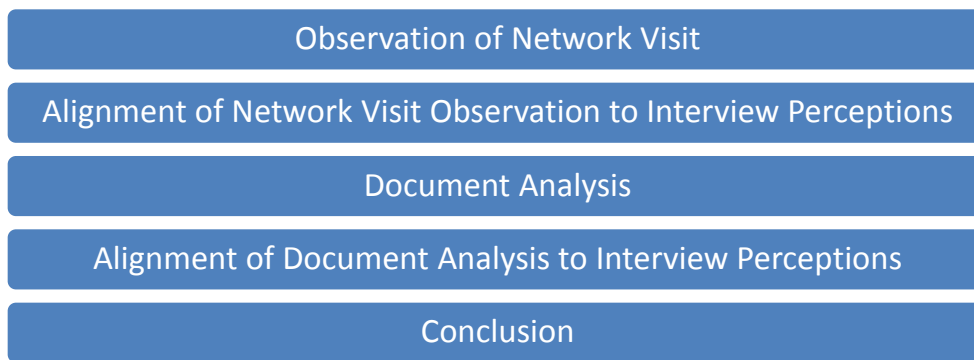 Observation of Network Visit
Alignment of Network Visit Observation to Interview Perceptions
Document Analysis
Alignment of Document Analysis to Interview Perceptions
Conclusion